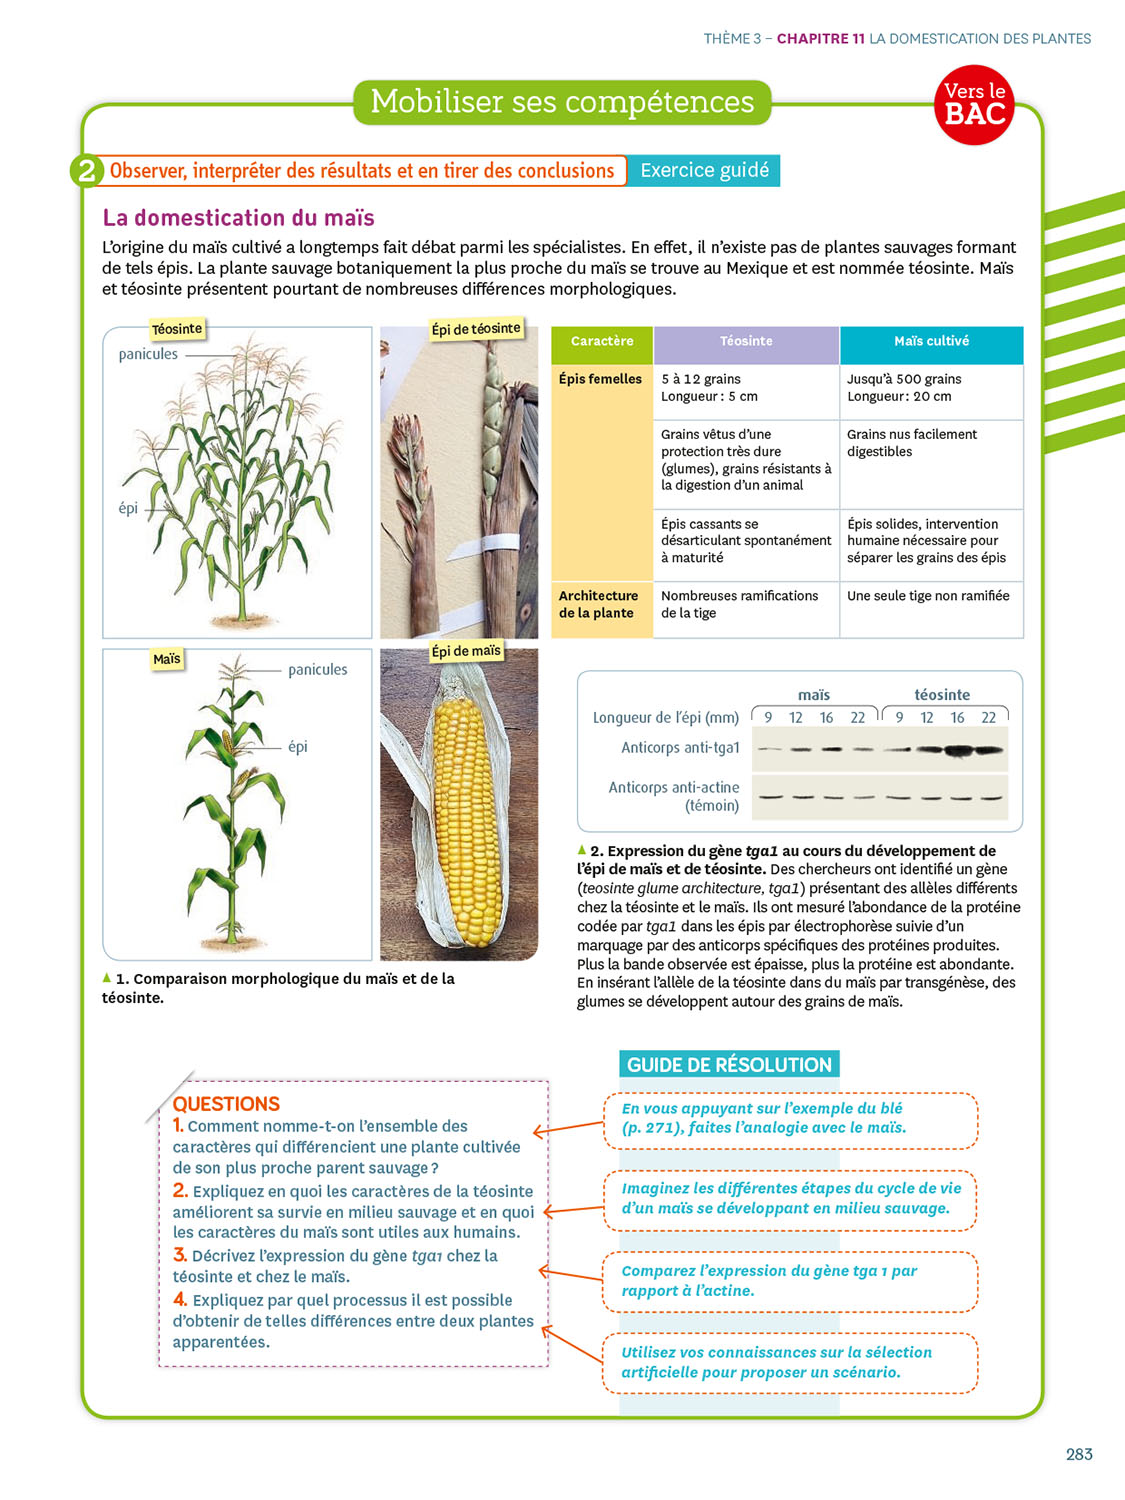 THÈME 3 – CHAPITRE 11 LA DOMESTICATION DES PLANTES
Mobiliser ses compétences
Vers le
BAC
2 Observer, interpréter des résultats et en tirer des conclusions Exercice guidé
La domestication du maïs
L’origine du maïs cultivé a longtemps fait débat parmi les spécialistes. En effet, il n’existe pas de plantes sauvages formant
de tels épis. La plante sauvage botaniquement la plus proche du maïs se trouve au Mexique et est nommée téosinte. Maïs
et téosinte présentent pourtant de nombreuses différences morphologiques.
Téosinte
panicules
épi
Épi de téosinte
Maïs
panicules
épi
Épi de maïs
▲ 1. Comparaison morphologique du maïs et de la
téosinte.
Caractère Téosinte Maïs cultivé
Épis femelles
5 à 12 grains
Longueur : 5 cm
Jusqu’à 500 grains
Longueur : 20 cm
Grains vêtus d’une
protection très dure
(glumes), grains résistants à
la digestion d’un animal
Grains nus facilement
digestibles
Épis cassants se
désarticulant spontanément
à maturité
Épis solides, intervention
humaine nécessaire pour
séparer les grains des épis
Architecture
de la plante
Nombreuses ramifications
de la tige
Une seule tige non ramifiée
maïs téosinte
Longueur de l’épi (mm) 9 12 16 22 9 12 16 22
Anticorps anti-tga1
Anticorps anti-actine
(témoin)
▲ 2. Expression du gène tga1 au cours du développement de
l’épi de maïs et de téosinte. Des chercheurs ont identifié un gène
(teosinte glume architecture, tga1) présentant des allèles différents
chez la téosinte et le maïs. Ils ont mesuré l’abondance de la protéine
codée par tga1 dans les épis par électrophorèse suivie d’un
marquage par des anticorps spécifiques des protéines produites.
Plus la bande observée est épaisse, plus la protéine est abondante.
En insérant l’allèle de la téosinte dans du maïs par transgénèse, des
glumes se développent autour des grains de maïs.
QUESTIONS
1. Comment nomme-t-on l’ensemble des
caractères qui différencient une plante cultivée
de son plus proche parent sauvage ?
2. Expliquez en quoi les caractères de la téosinte
améliorent sa survie en milieu sauvage et en quoi
les caractères du maïs sont utiles aux humains.
3. Décrivez l’expression du gène tga1 chez la
téosinte et chez le maïs.
4. Expliquez par quel processus il est possible
d’obtenir de telles différences entre deux plantes
apparentées.
GUIDE DE RÉSOLUTION
En vous appuyant sur l’exemple du blé
(p. 271), faites l’analogie avec le maïs.
Imaginez les différentes étapes du cycle de vie
d’un maïs se développant en milieu sauvage.
Comparez l’expression du gène tga 1 par
rapport à l’actine.
Utilisez vos connaissances sur la sélection
artificielle pour proposer un scénario.
283